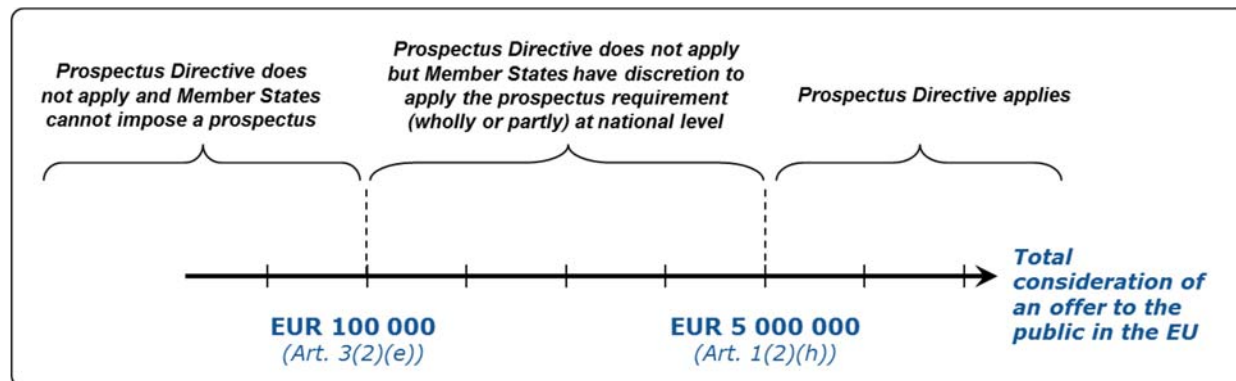 Prospectus Directive does
not apply and Member States
cannot impose a prospectus
Prospectus Directive does not apply
but Member States have discretion to
apply the prospectus requirement
(wholly or partly) at national level
Prospectus Directive applies
EUR 100 000
(Art. 3(2)(e))
EUR 5 000 000
(Art. 1(2)(h))
Total
consideration of
an offer to the
public in the EU